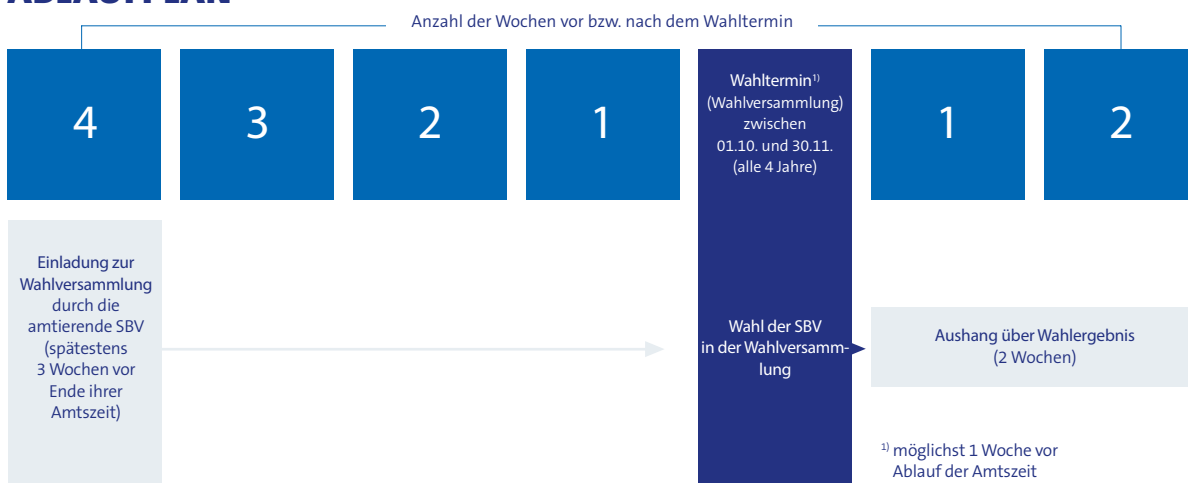 ABLAUFPLAN
Anzahl der Wochen vor bzw. nach dem Wahltermin
4
3
2
1
Wahltermin¹⁾
(Wahlversammlung)
zwischen
01.10. und 30.11.
(alle 4 Jahre)
1
2
Einladung zur
Wahlversammlung
durch die
amtierende SBV
(spätestens
3 Wochen vor
Ende ihrer
Amtszeit)
Wahl der SBV
in der Wahlversamm-
lung
Aushang über Wahlergebnis
(2 Wochen)
¹⁾ möglichst 1 Woche vor
Ablauf der Amtszeit